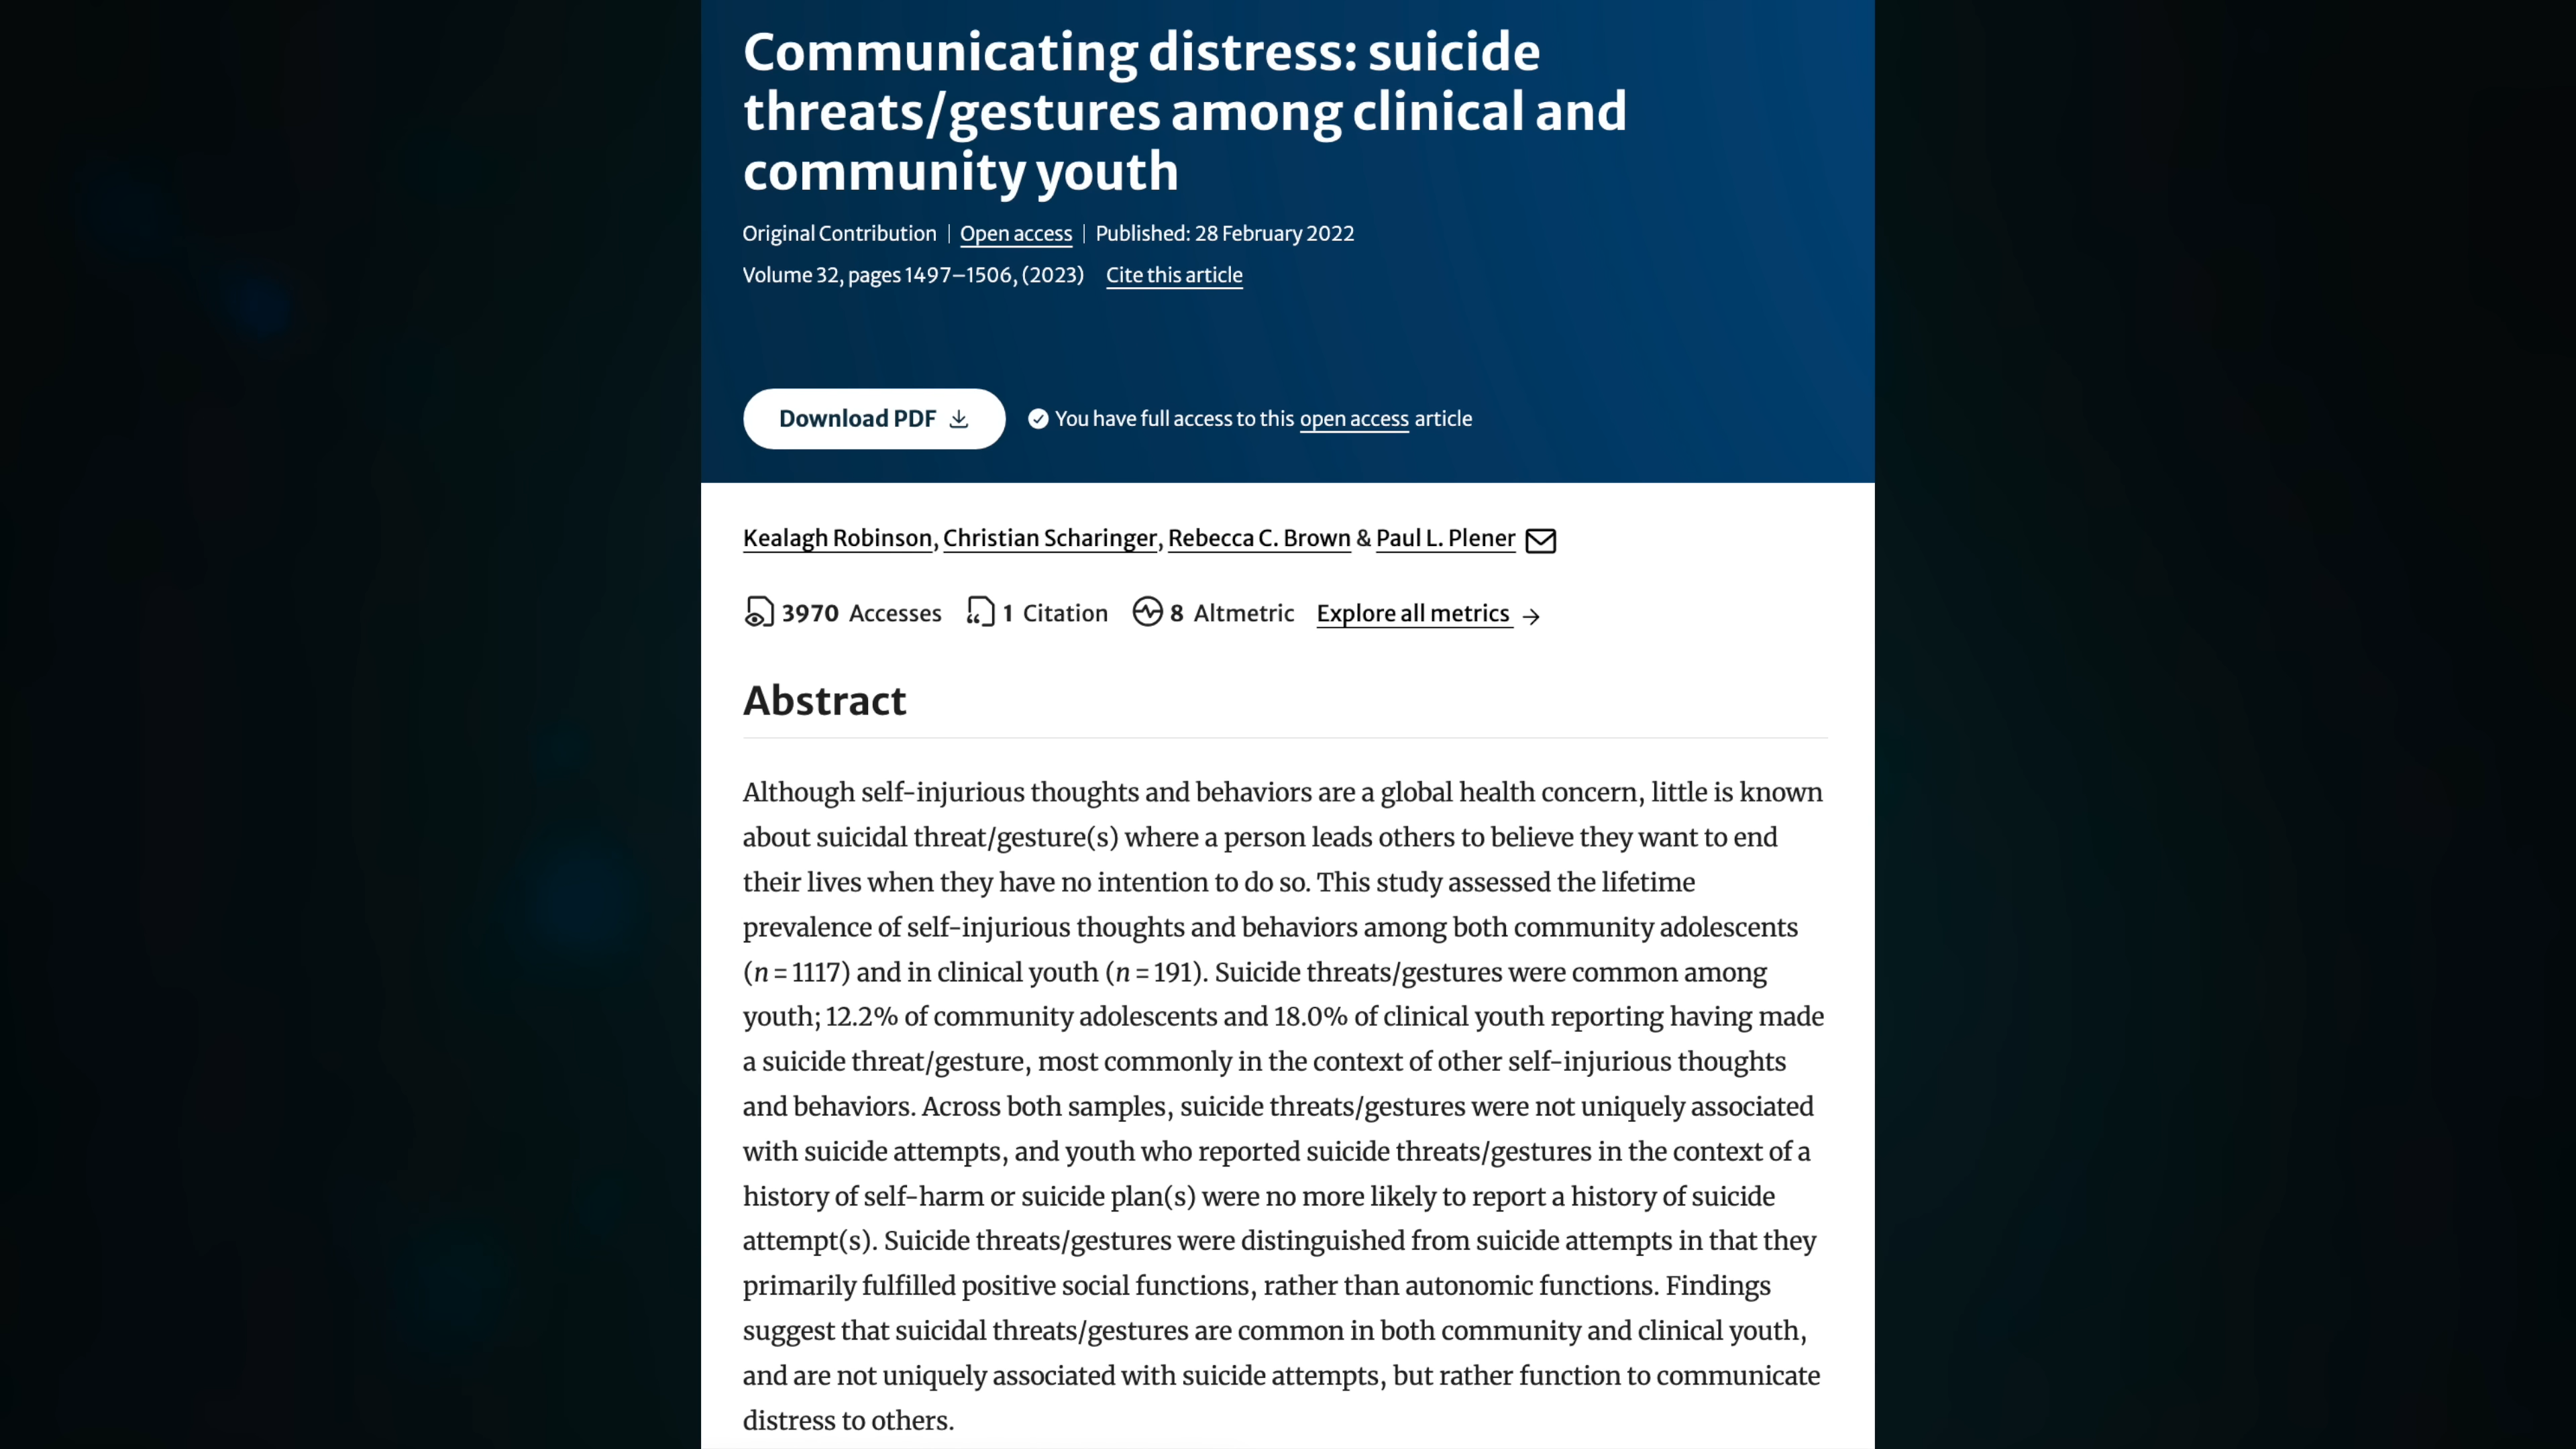 Communicating distress: suicide
threats/gestures among clinical and
community youth
Original Contribution | Open access | Published: 28 February 2022
Volume 32, pages 1497–1506, (2023) Cite this article
Download PDF
You have full access to this open access article
Kealagh Robinson, Christian Scharinger, Rebecca C. Brown & Paul L. Plener
3970 Accesses 1 Citation 8 Altmetric Explore all metrics →
Abstract
Although self-injurious thoughts and behaviors are a global health concern, little is known
about suicidal threat/gesture(s) where a person leads others to believe they want to end
their lives when they have no intention to do so. This study assessed the lifetime
prevalence of self-injurious thoughts and behaviors among both community adolescents
(n = 1117) and in clinical youth (n = 191). Suicide threats/gestures were common among
youth; 12.2% of community adolescents and 18.0% of clinical youth reporting having made
a suicide threat/gesture, most commonly in the context of other self-injurious thoughts
and behaviors. Across both samples, suicide threats/gestures were not uniquely associated
with suicide attempts, and youth who reported suicide threats/gestures in the context of a
history of self-harm or suicide plan(s) were no more likely to report a history of suicide
attempt(s). Suicide threats/gestures were distinguished from suicide attempts in that they
primarily fulfilled positive social functions, rather than autonomic functions. Findings
suggest that suicidal threats/gestures are common in both community and clinical youth,
and are not uniquely associated with suicide attempts, but rather function to communicate
distress to others.